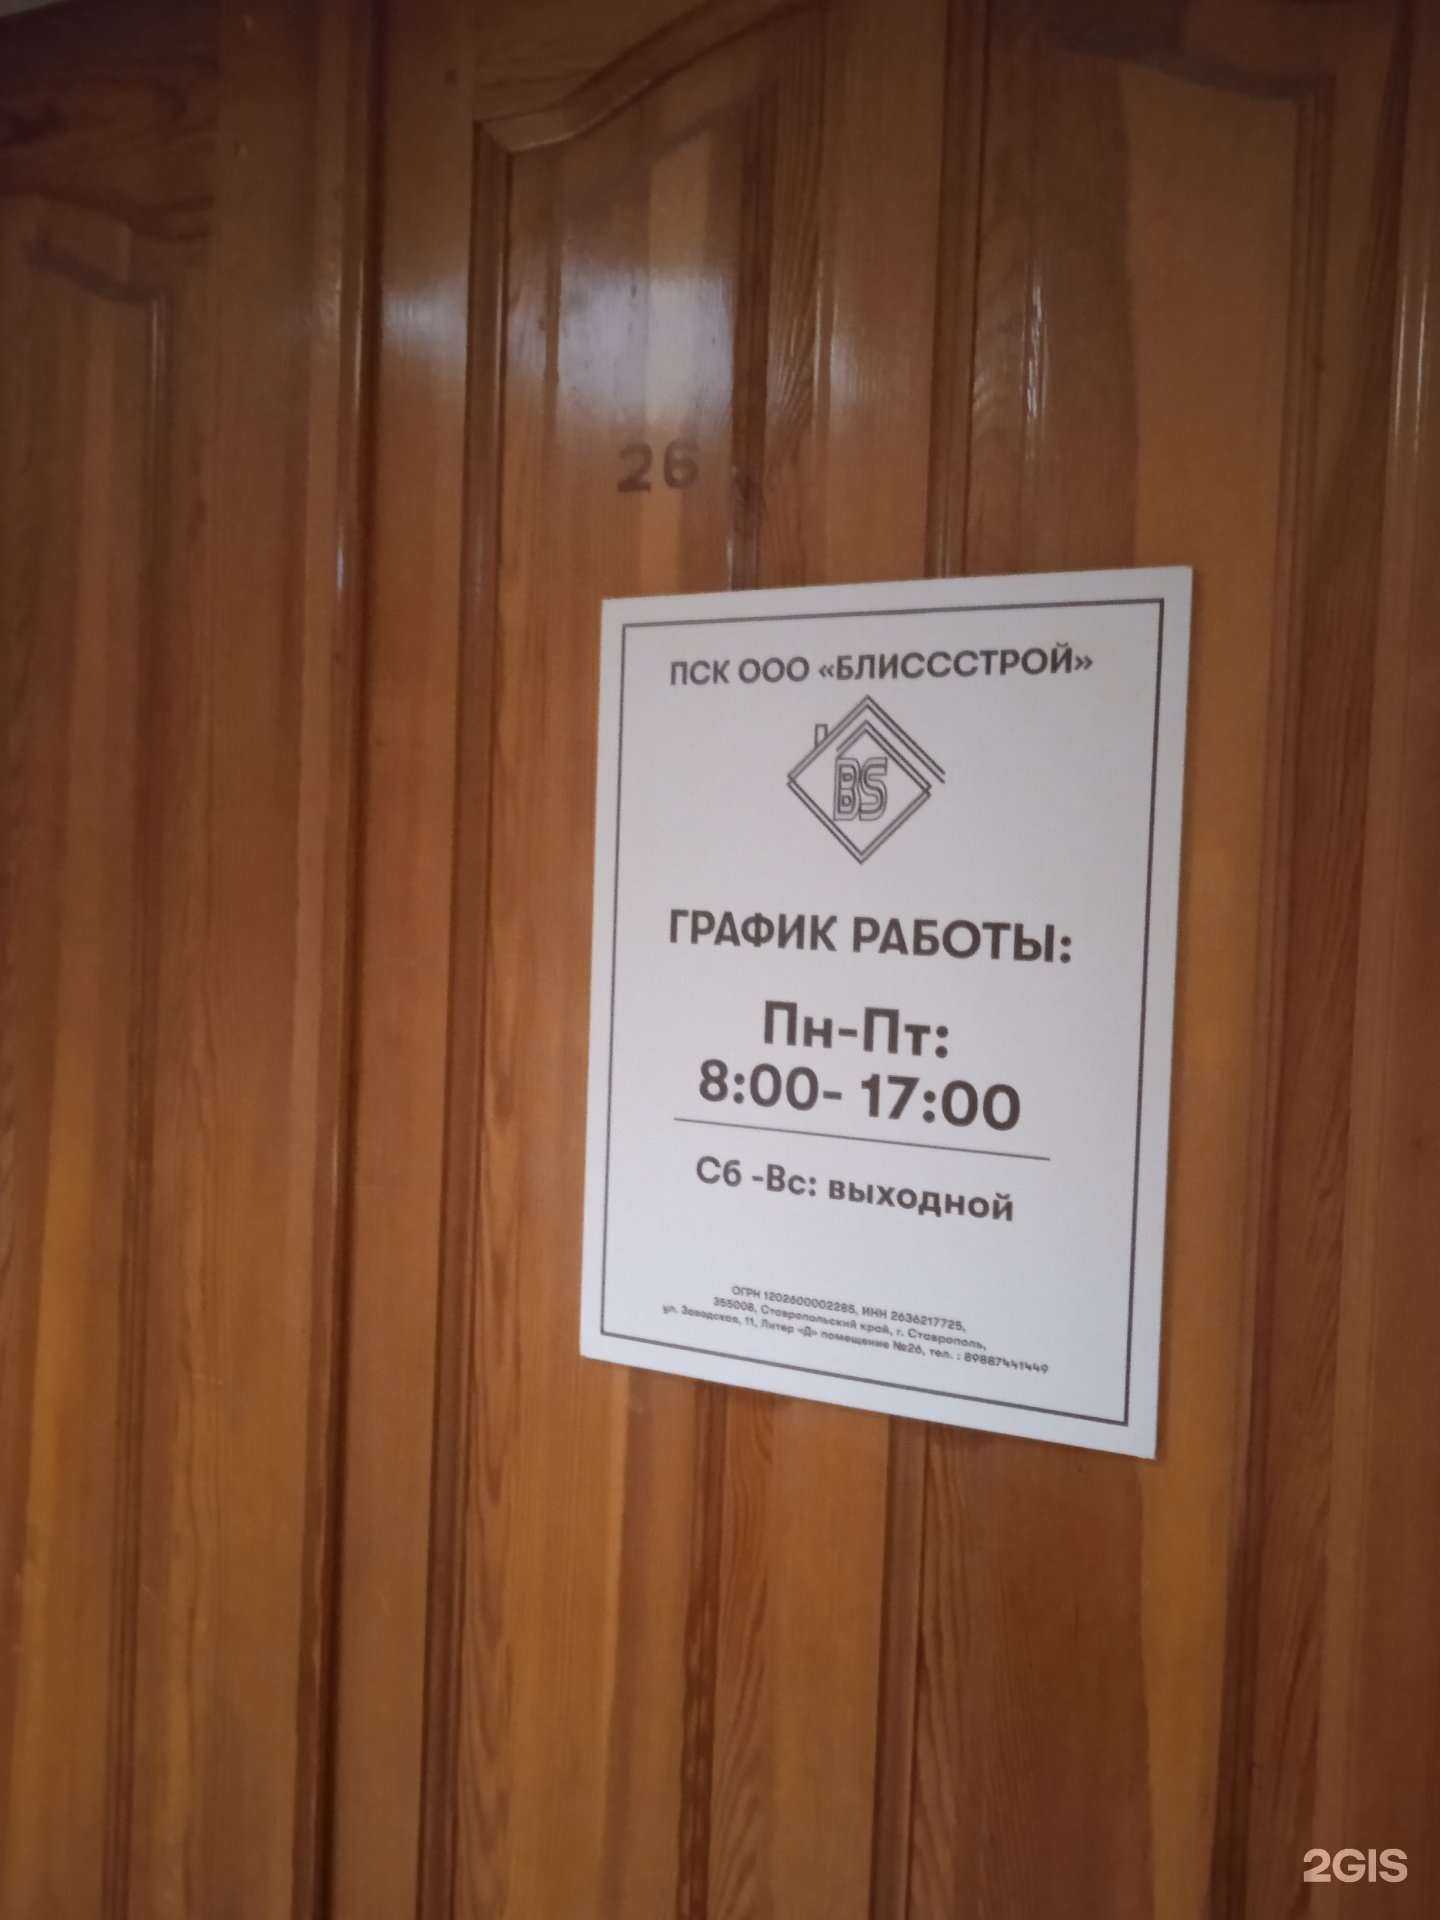 26
ПСК ООО «БЛИССCТРОЙ»
BS
ГРАФИК РАБОТЫ:
Пн-Пт:
8:00- 17:00
Сб -Вс: выходной
ОГРН 1202600002285, ИНН 2636217725,
355008, Ставропольский край, г. Ставрополь,
ул. Заводская, 11, Литер «Д» помещение №26, тел. : 89887441449
2GIS